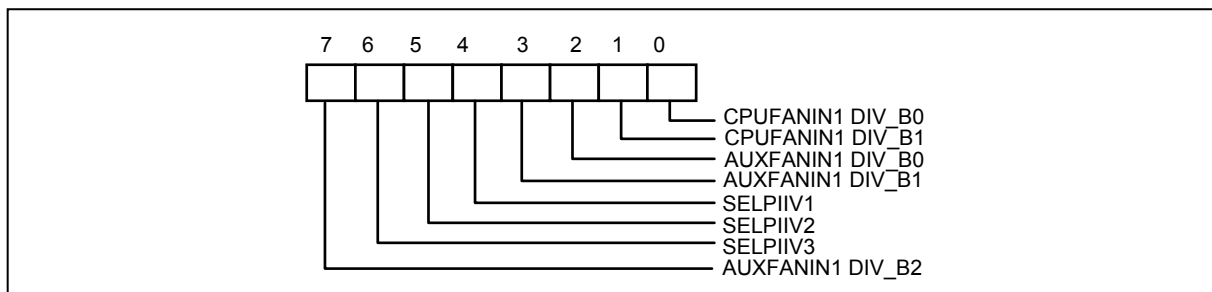 7 6 5 4 3 2 1 0
CPUFANIN1 DIV_B0
CPUFANIN1 DIV_B1
AUXFANIN1 DIV_B0
AUXFANIN1 DIV_B1
SELPIIV1
SELPIIV2
SELPIIV3
AUXFANIN1 DIV_B2